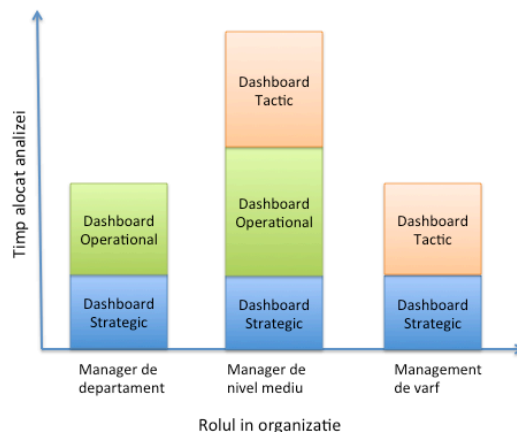 Timp alocat analizei
Dashboard
Operational
Dashboard
Strategic
Dashboard
Tactic
Dashboard
Operational
Dashboard
Strategic
Dashboard
Tactic
Dashboard
Strategic
Manager de
departament
Manager de
nivel mediu
Management
de varf
Rolul in organizatie